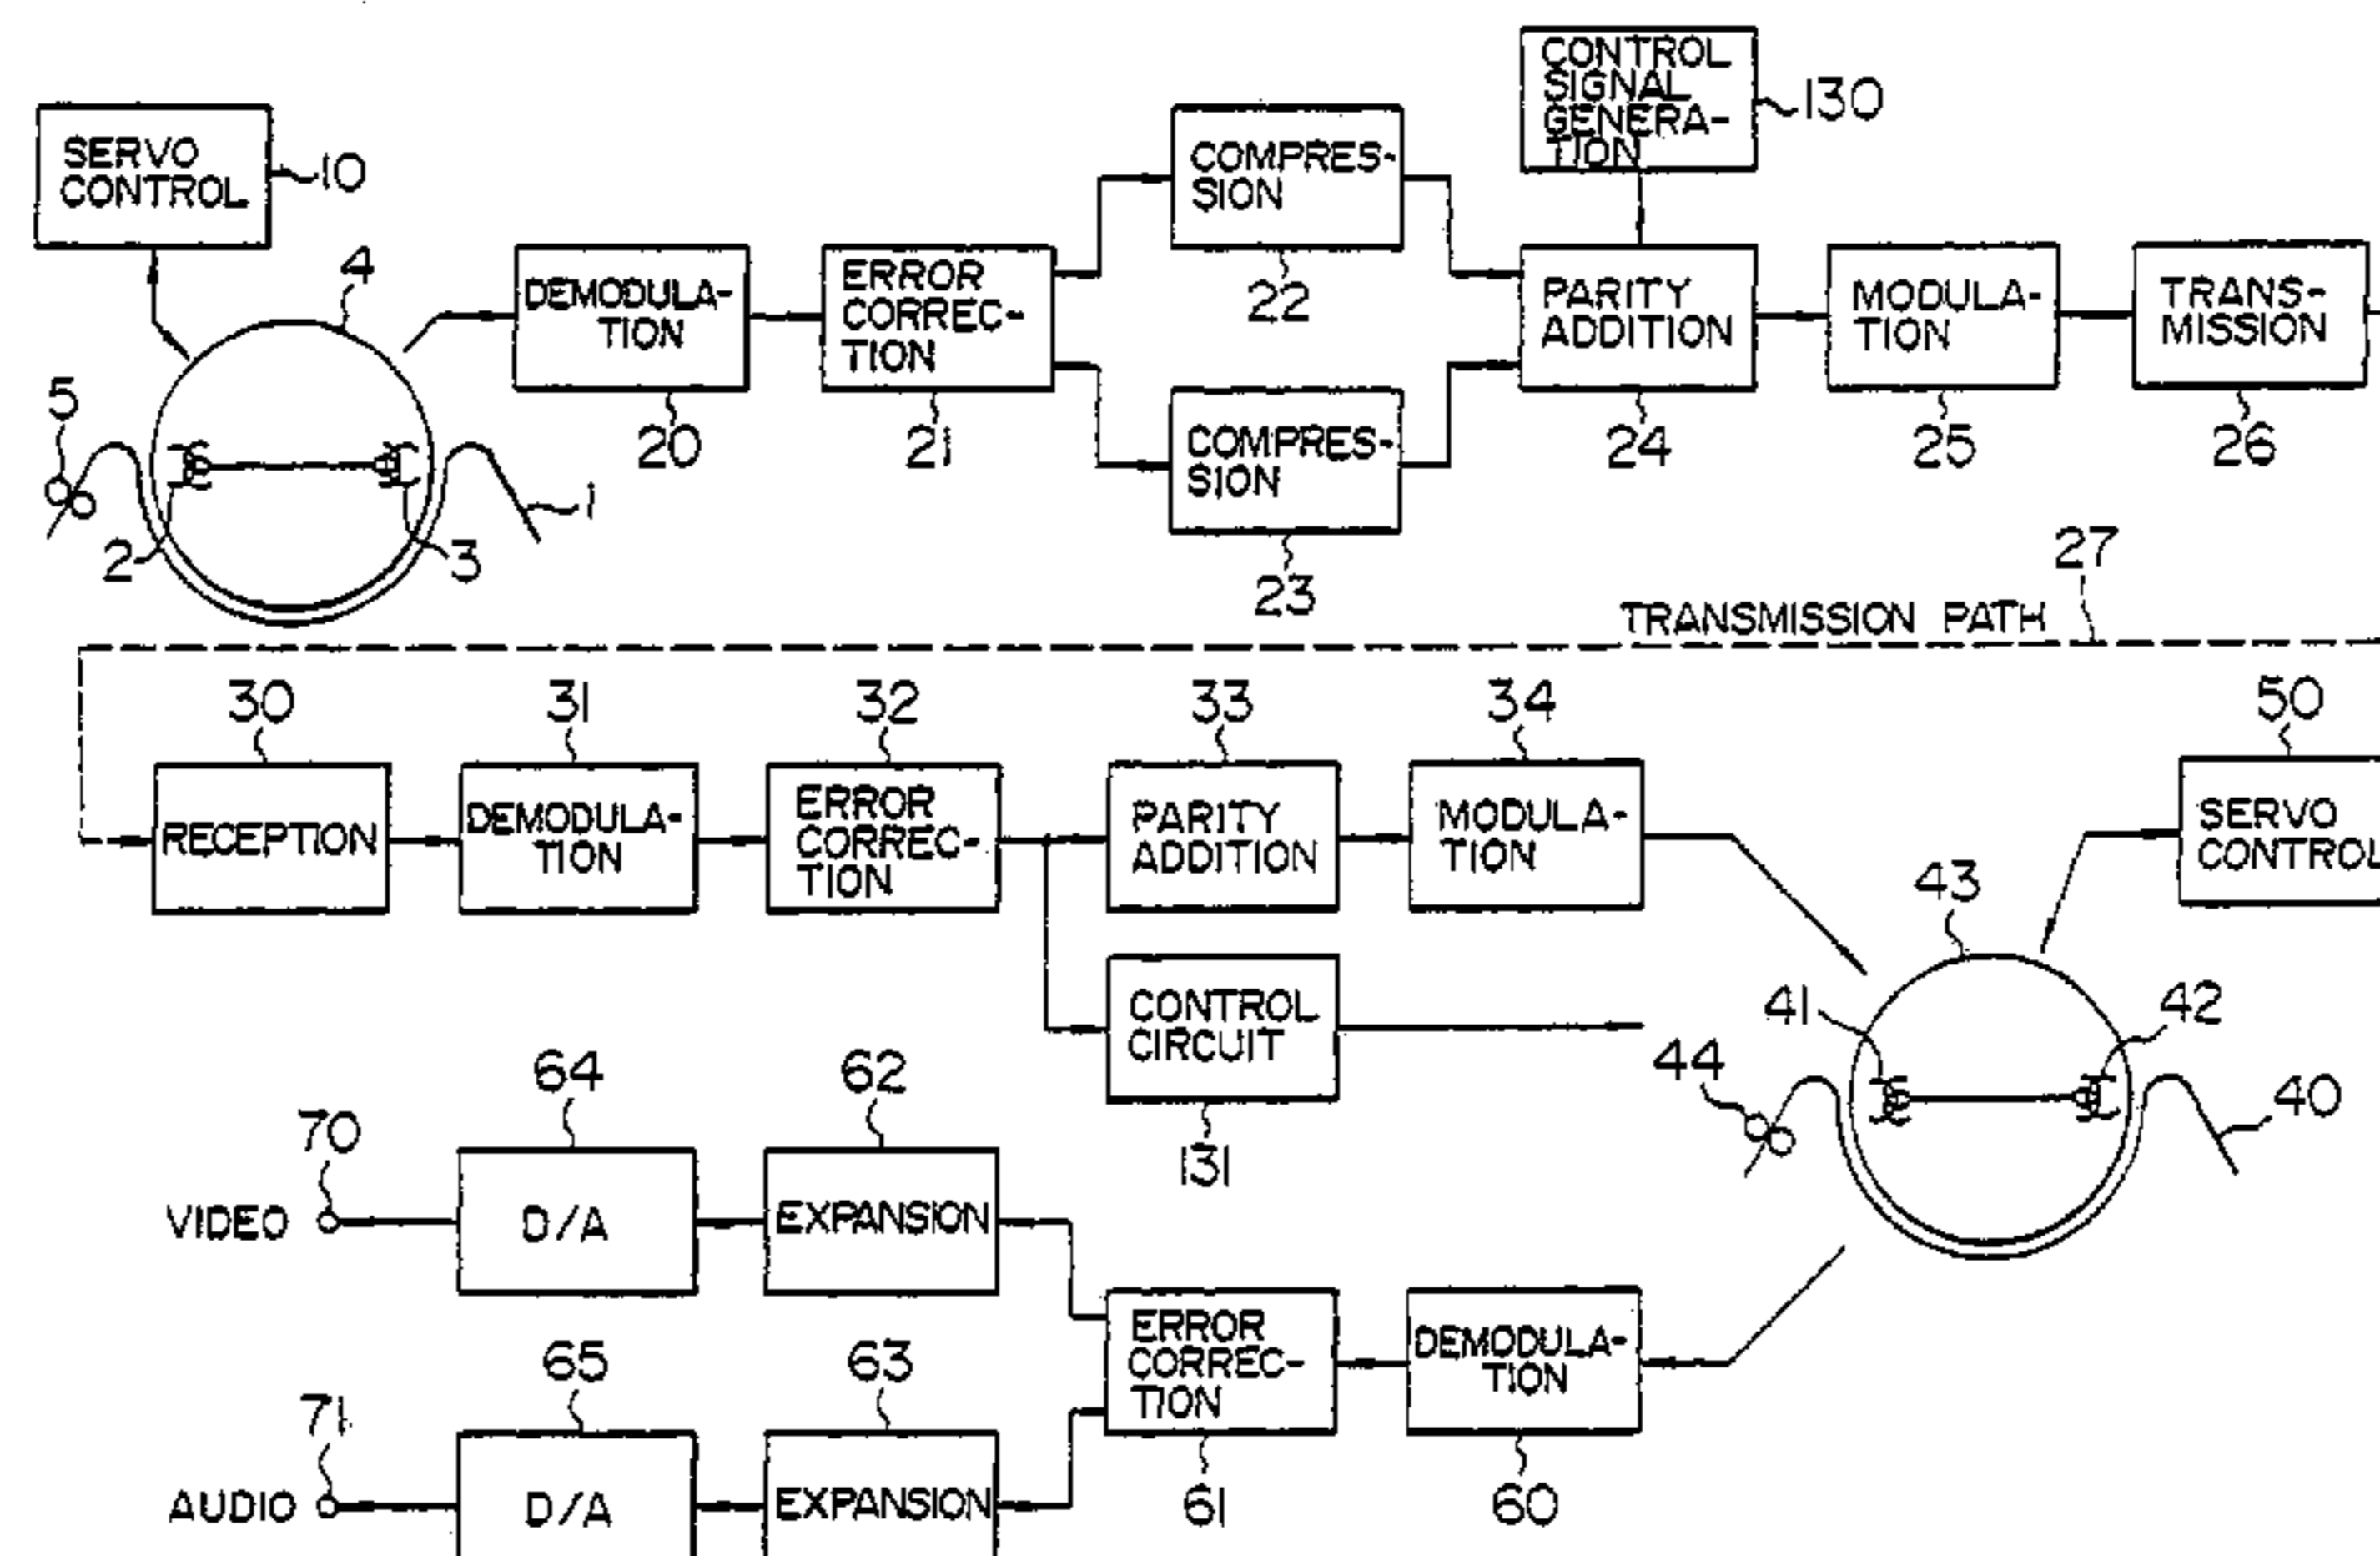 CONTROL
SIGNAL
GENERA-
TION
130
SERVO
CONTROL
10
COMPRES-
SION
22
4
DEMODULA-
TION
20
ERROR
CORREC-
TION
21
PARITY
ADDITION
24
MODULA-
TION
25
TRANS-
MISSION
26
5
COMPRES-
SION
23
1
2
3
27
TRANSMISSION PATH
30
31
32
33
34
50
RECEPTION
DEMODULA-
TION
ERROR
CORREC-
TION
PARITY
ADDITION
MODULA-
TION
SERVO
CONTROL
43
CONTROL
CIRCUIT
131
41
42
44
40
64
62
70
VIDEO
D/A
EXPANSION
65
63
ERROR
CORREC-
TION
61
DEMODULA-
TION
60
71
AUDIO
D/A
EXPANSION